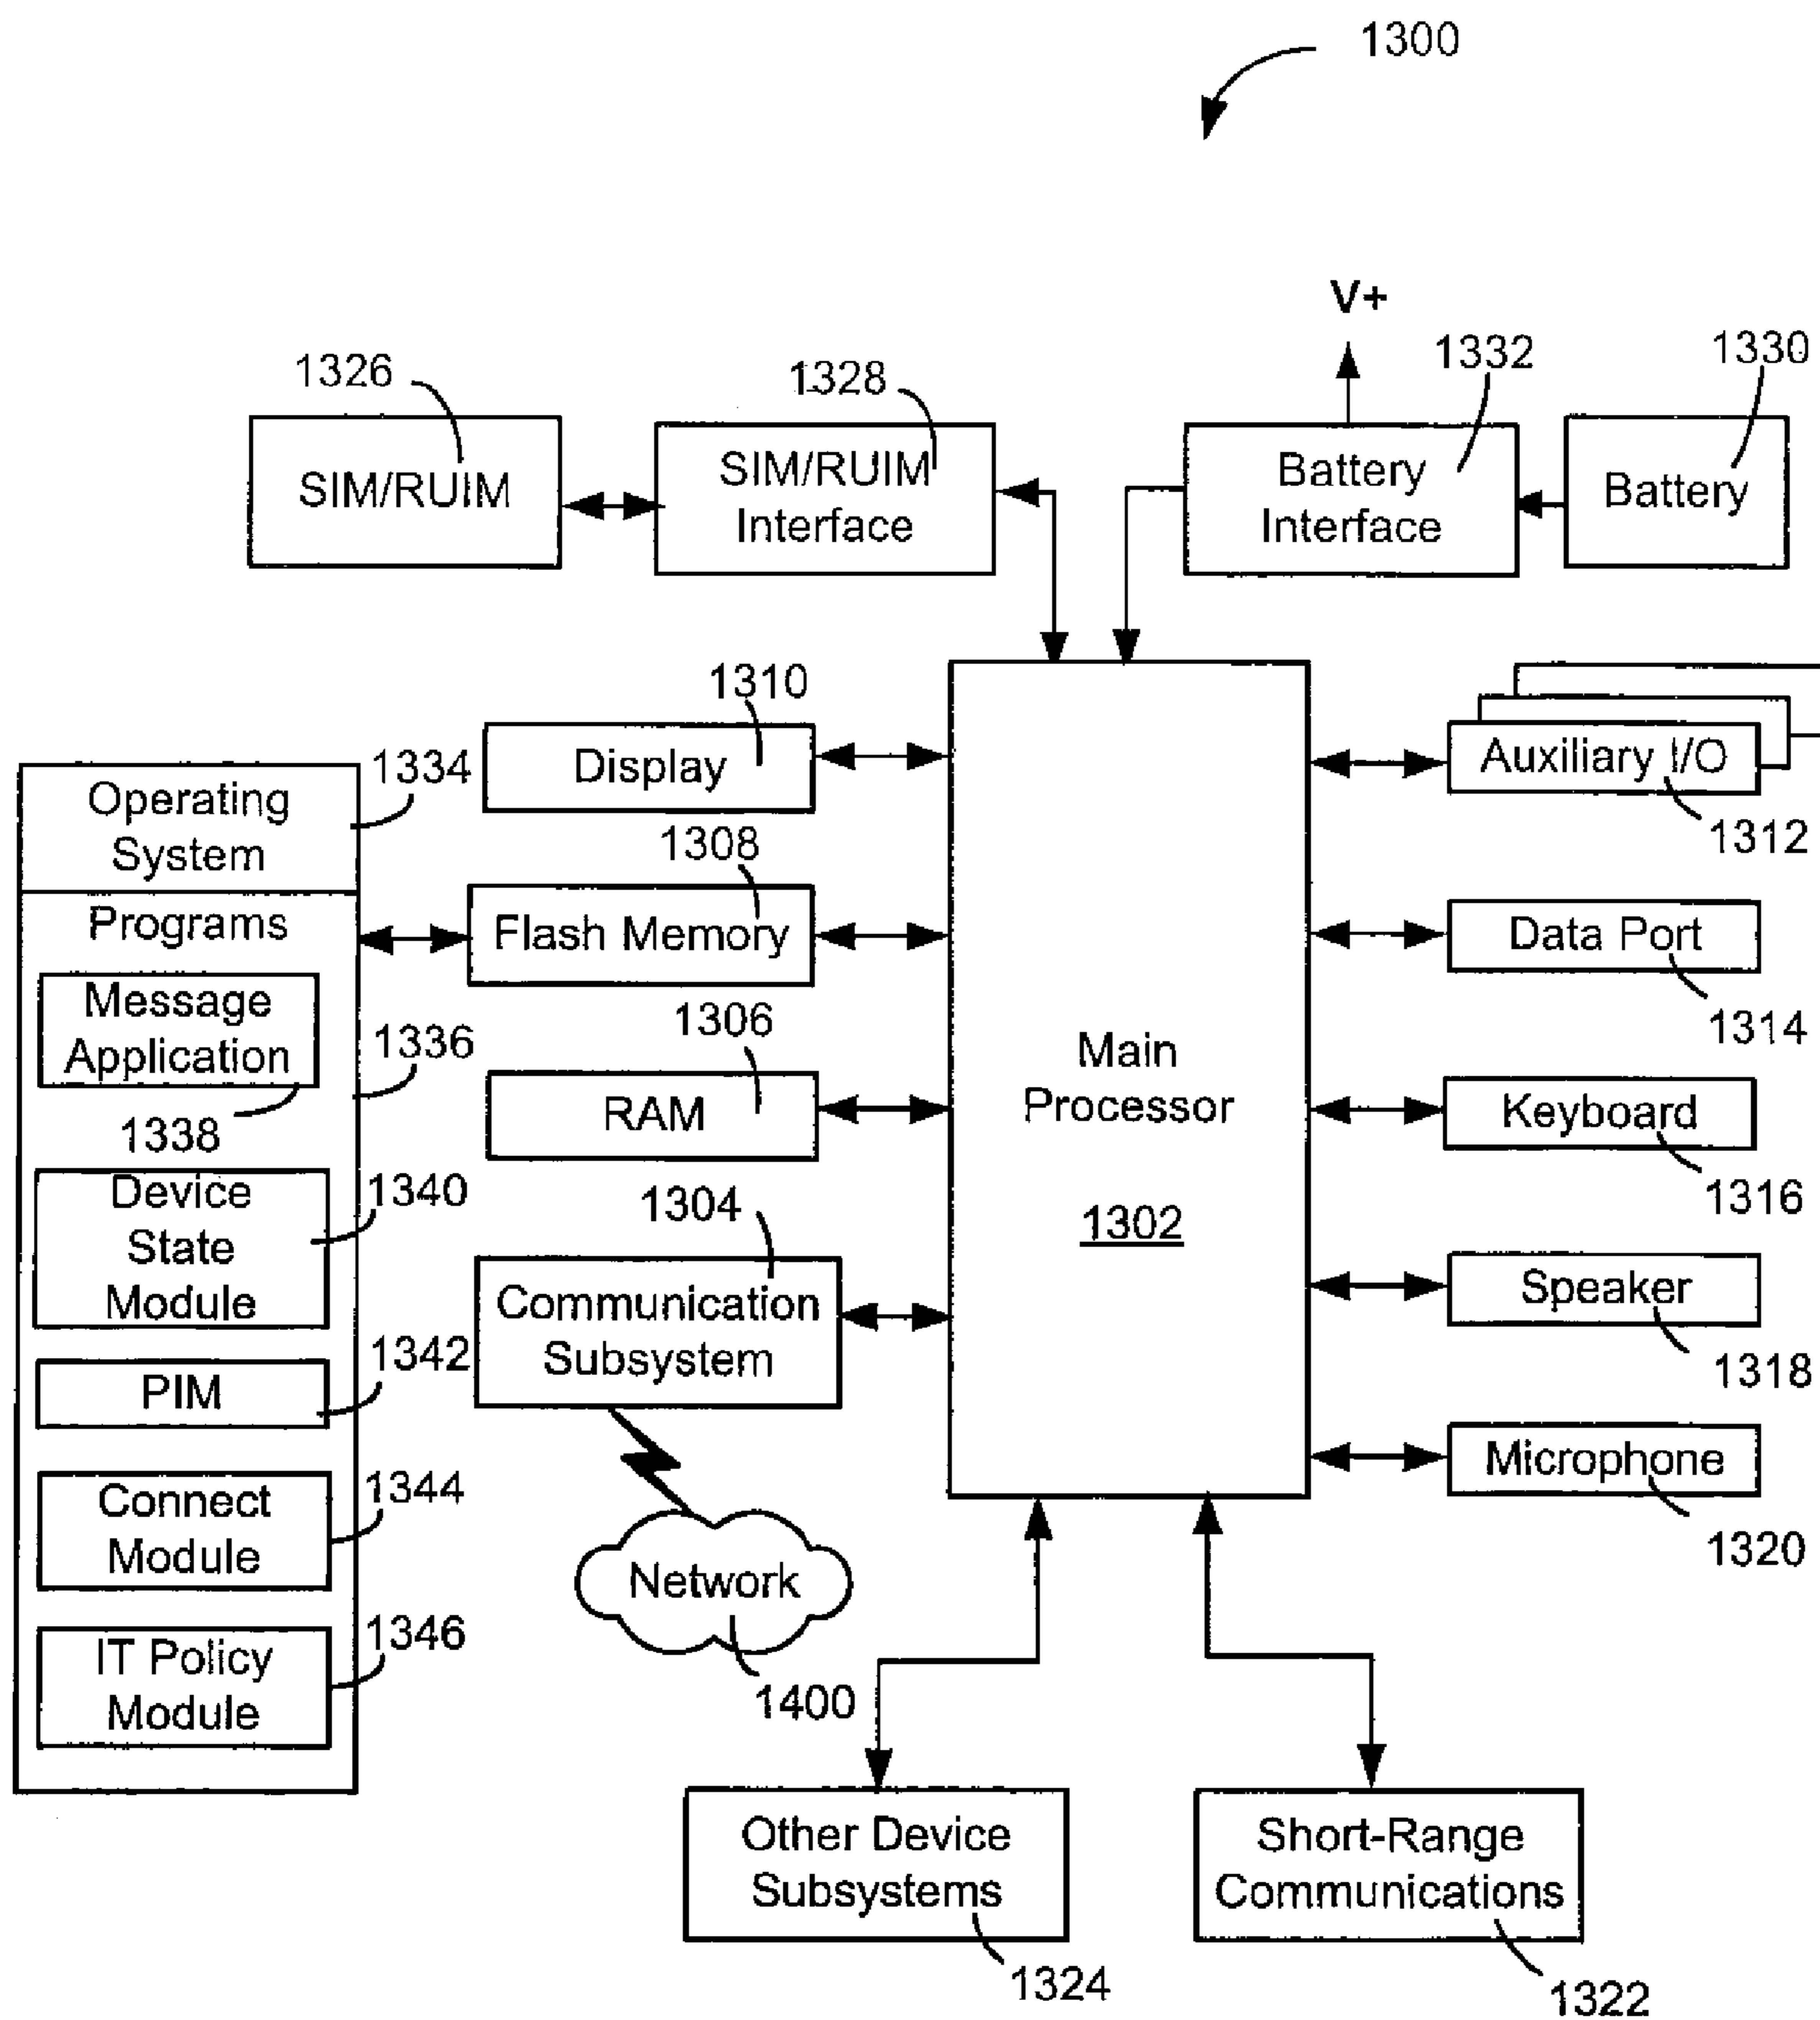 1300
V+
1326
1328
1332
1330
SIM/RUIM
SIM/RUIM
Interface
Battery
Interface
Battery
1310
Display
Auxiliary I/O
1312
1334
Operating
System
1308
Flash Memory
Data Port
1314
Programs
Message
Application
1338
1336
1306
RAM
Main
Processor
1302
Keyboard
1316
Device
State
Module
1340
1304
Communication
Subsystem
Speaker
1318
PIM
1342
Microphone
1320
Connect
Module
1344
Network
1400
IT Policy
Module
1346
Other Device
Subsystems
1324
Short-Range
Communications
1322